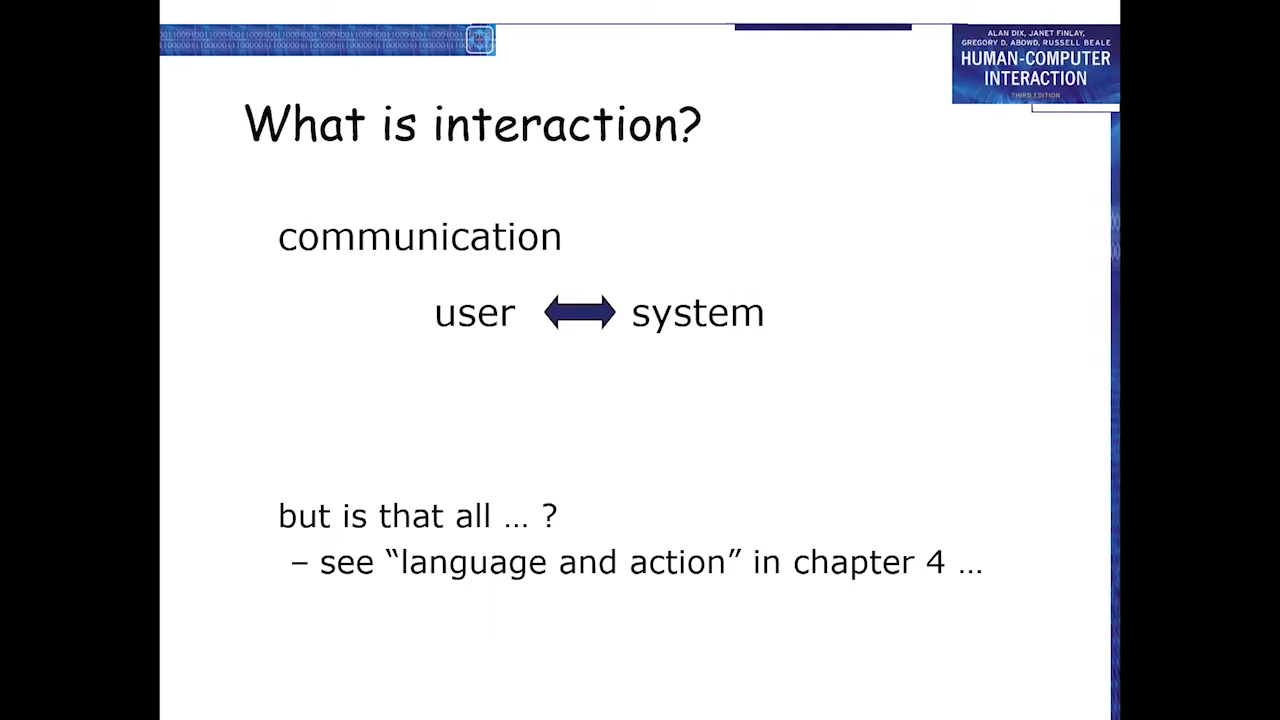 ALAN DIX, JANET FINLAY,
GREGORY D. ABOWD, RUSSELL BEALE
HUMAN-COMPUTER
INTERACTION
THIRD EDITION
What is interaction?
communication
user system
but is that all … ?
– see “language and action” in chapter 4 …